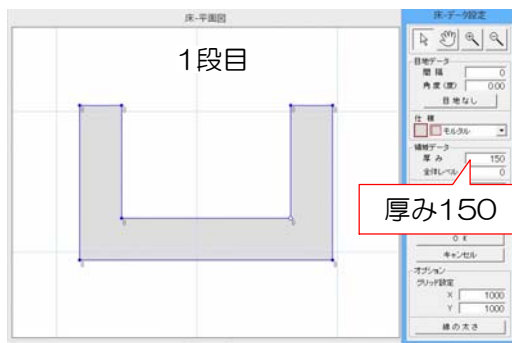 床-平面図
床-データ設定
1段目
目地データ
間 隔 0
角 度 (度) 0.00
目 地 な し
仕 様
モルタル
領域データ
厚 み 150
全体レベル 0
厚み150
O K
キャンセル
オプション
グリッド設定
X 1000
Y 1000
線 の 太 さ